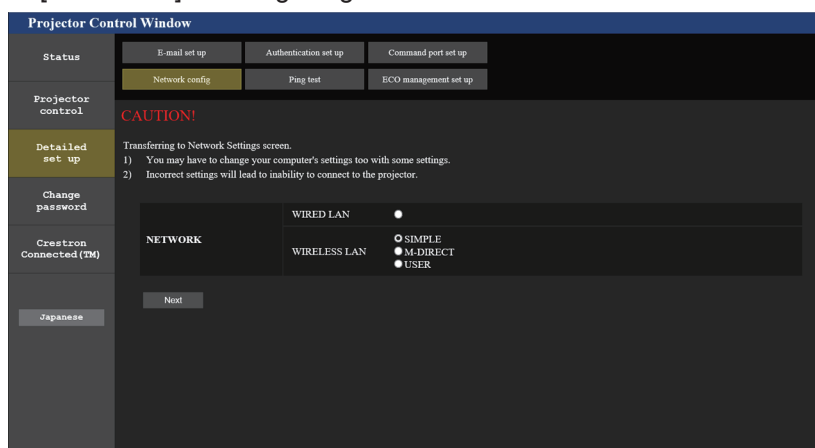 Projector Control Window
Status
Projector
control
Detailed
set up
Change
password
Crestron
Connected(TM)
Japanese
E-mail set up
Authentication set up
Command port set up
Network config
Ping test
ECO management set up
CAUTION!
Transferring to Network Settings screen.
1) You may have to change your computer's settings too with some settings.
2) Incorrect settings will lead to inability to connect to the projector.
NETWORK
WIRED LAN
WIRELESS LAN
SIMPLE
M-DIRECT
USER
Next